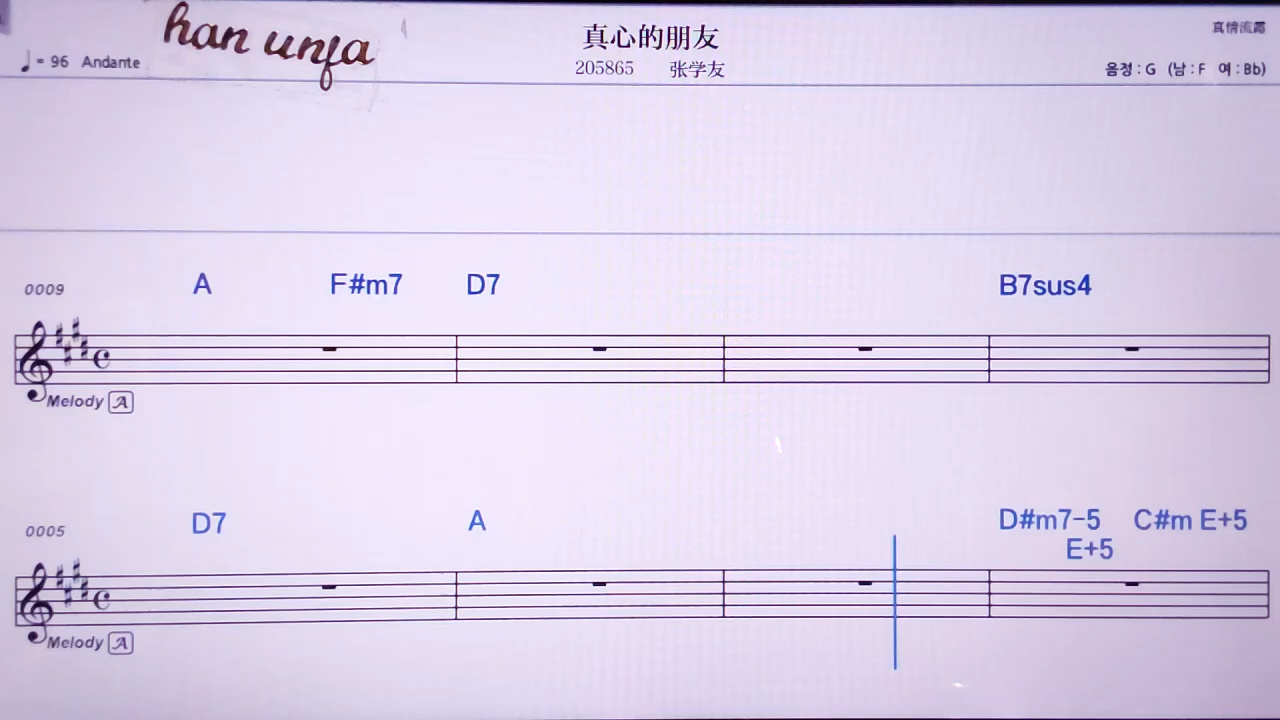 han unfa
真心的朋友
真情流露
♩= 96 Andante
205865 张学友
음정 : G (남 : F 여 : Bb)
0009
A F#m7 D7 B7sus4
Melody A
0005
D7 A D#m7-5 C#m E+5
E+5
Melody A